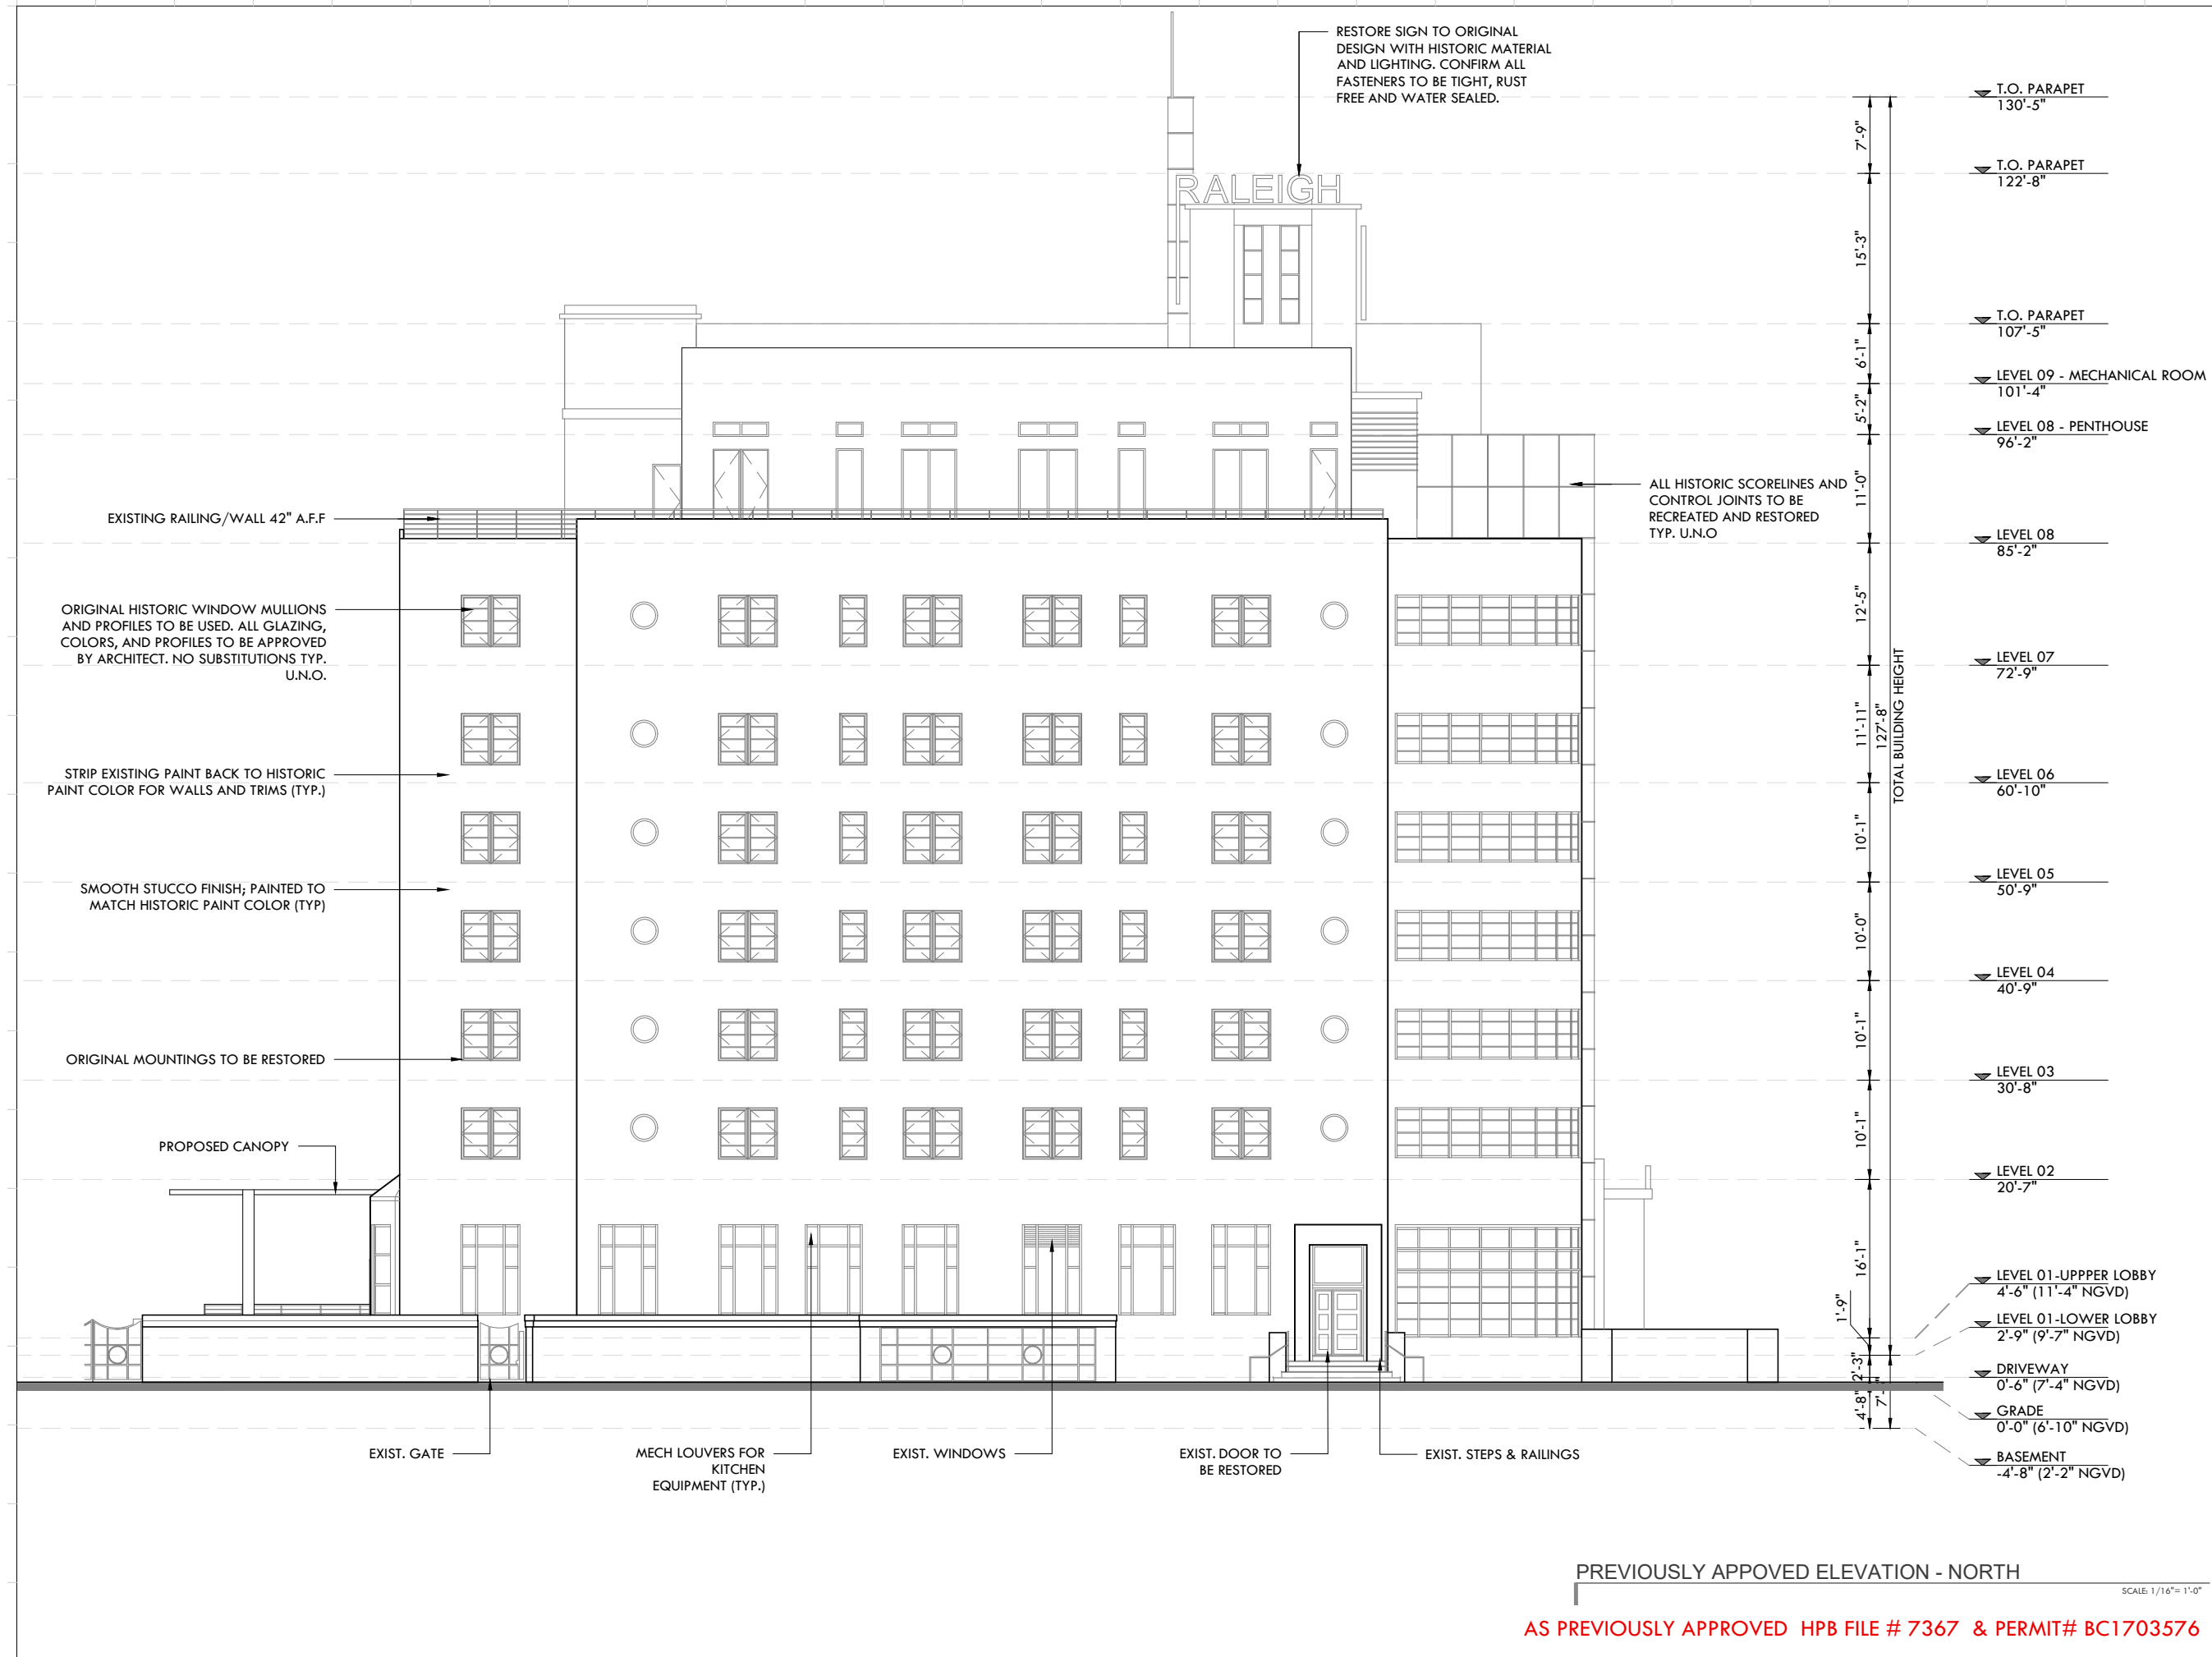 RESTORE SIGN TO ORIGINAL
DESIGN WITH HISTORIC MATERIAL
AND LIGHTING. CONFIRM ALL
FASTENERS TO BE TIGHT, RUST
FREE AND WATER SEALED.
RALEIGH
T.O. PARAPET
130'-5"
7'-9"
T.O. PARAPET
122'-8"
15'-3"
T.O. PARAPET
107'-5"
6'-1"
LEVEL 09 - MECHANICAL ROOM
101'-4"
5'-2"
LEVEL 08 - PENTHOUSE
96'-2"
11'-0"
ALL HISTORIC SCORELINES AND
CONTROL JOINTS TO BE
RECREATED AND RESTORED
TYP. U.N.O
EXISTING RAILING/WALL 42" A.F.F
LEVEL 08
85'-2"
12'-5"
ORIGINAL HISTORIC WINDOW MULLIONS
AND PROFILES TO BE USED. ALL GLAZING,
COLORS, AND PROFILES TO BE APPROVED
BY ARCHITECT. NO SUBSTITUTIONS TYP.
U.N.O.
LEVEL 07
72'-9"
11'-11"
127'-8"
TOTAL BUILDING HEIGHT
STRIP EXISTING PAINT BACK TO HISTORIC
PAINT COLOR FOR WALLS AND TRIMS (TYP.)
LEVEL 06
60'-10"
10'-1"
SMOOTH STUCCO FINISH; PAINTED TO
MATCH HISTORIC PAINT COLOR (TYP)
LEVEL 05
50'-9"
10'-0"
LEVEL 04
40'-9"
10'-1"
ORIGINAL MOUNTINGS TO BE RESTORED
LEVEL 03
30'-8"
10'-1"
PROPOSED CANOPY
LEVEL 02
20'-7"
16'-1"
LEVEL 01-UPPPER LOBBY
4'-6" (11'-4" NGVD)
1'-9"
LEVEL 01-LOWER LOBBY
2'-9" (9'-7" NGVD)
2'-3"
DRIVEWAY
0'-6" (7'-4" NGVD)
4'-8"
GRADE
0'-0" (6'-10" NGVD)
BASEMENT
-4'-8" (2'-2" NGVD)
EXIST. GATE
MECH LOUVERS FOR
KITCHEN
EQUIPMENT (TYP.)
EXIST. WINDOWS
EXIST. DOOR TO
BE RESTORED
EXIST. STEPS & RAILINGS
PREVIOUSLY APPOVED ELEVATION - NORTH
SCALE: 1/16"= 1'-0"
AS PREVIOUSLY APPROVED HPB FILE # 7367 & PERMIT# BC1703576